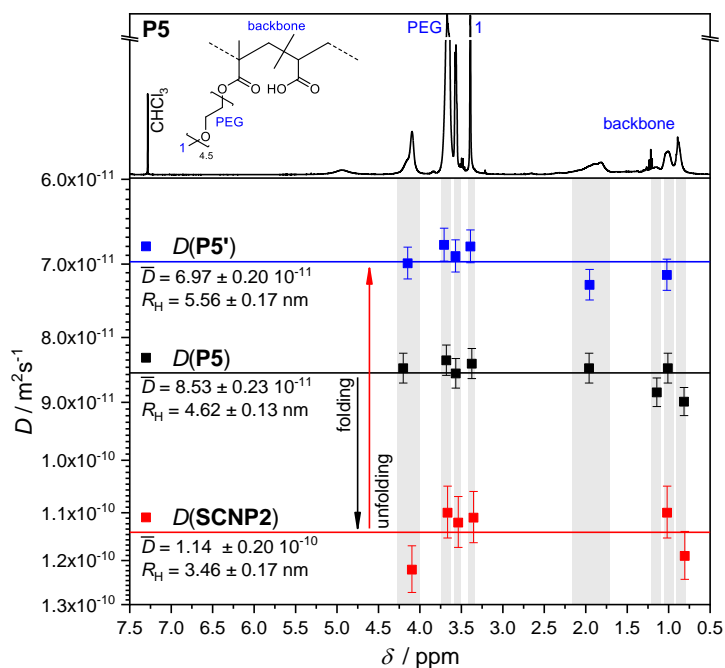 P5
backbone
PEG
1
CHCl3
O
O
HO
O
PEG
O
1
4.5
backbone
6.0x10-11
D(P5')
7.0x10-11
D̅ = 6.97 ± 0.20 10-11
RH = 5.56 ± 0.17 nm
8.0x10-11
D(P5)
D̅ = 8.53 ± 0.23 10-11
9.0x10-11
RH = 4.62 ± 0.13 nm
folding
unfolding
1.0x10-10
1.1x10-10
D(SCNP2)
D̅ = 1.14 ± 0.20 10-10
1.2x10-10
RH = 3.46 ± 0.17 nm
1.3x10-10
D / m2s-1
7.5 7.0 6.5 6.0 5.5 5.0 4.5 4.0 3.5 3.0 2.5 2.0 1.5 1.0 0.5
δ / ppm